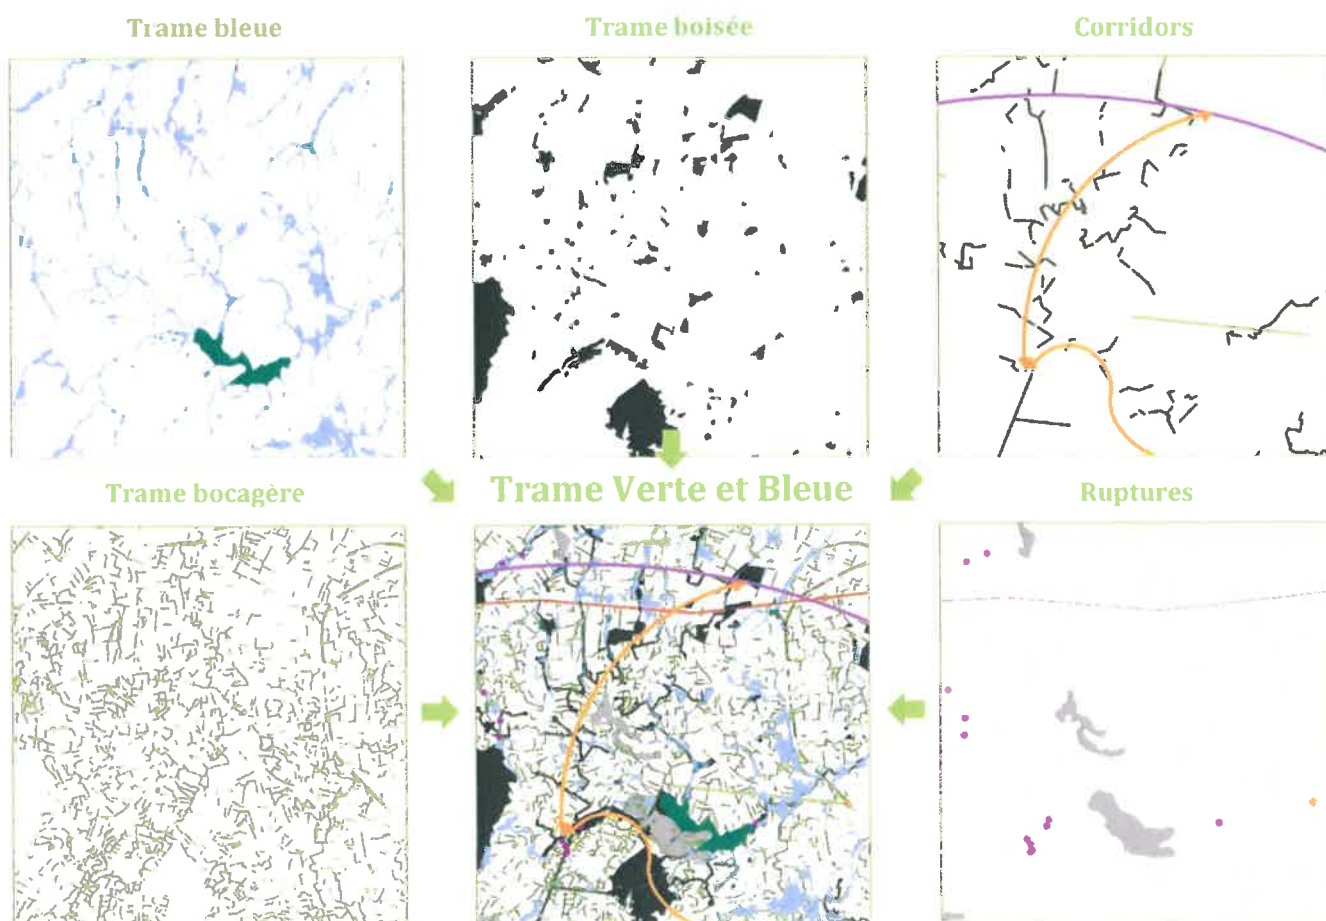 Trame bleue
Trame boisée
Corridors
Trame bocagère
Trame Verte et Bleue
Ruptures